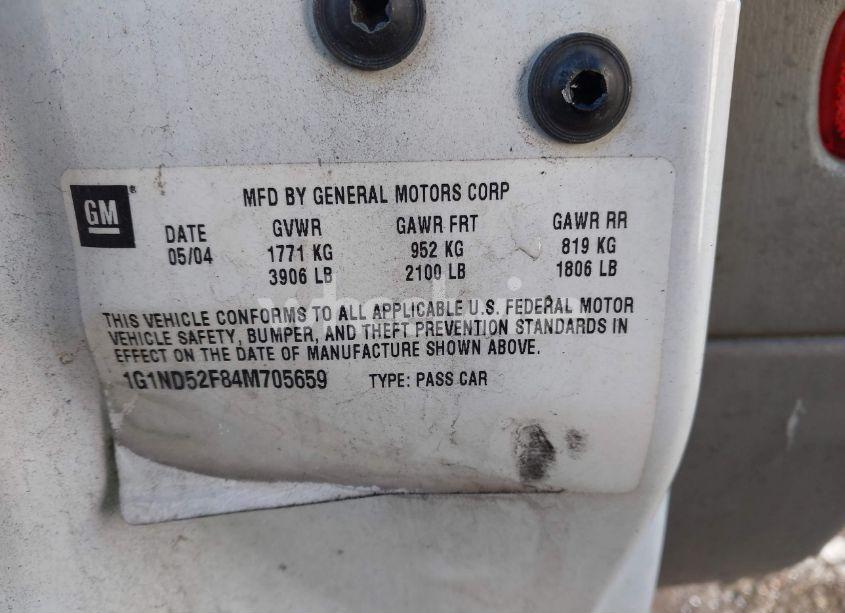 GM
MFD BY GENERAL MOTORS CORP
DATE GVWR GAWR FRT GAWR RR
05/04 1771 KG 952 KG 819 KG
3906 LB 2100 LB 1806 LB
THIS VEHICLE CONFORMS TO ALL APPLICABLE U.S. FEDERAL MOTOR
VEHICLE SAFETY, BUMPER, AND THEFT PREVENTION STANDARDS IN
EFFECT ON THE DATE OF MANUFACTURE SHOWN ABOVE.
1G1ND52F84M705659 TYPE: PASS CAR